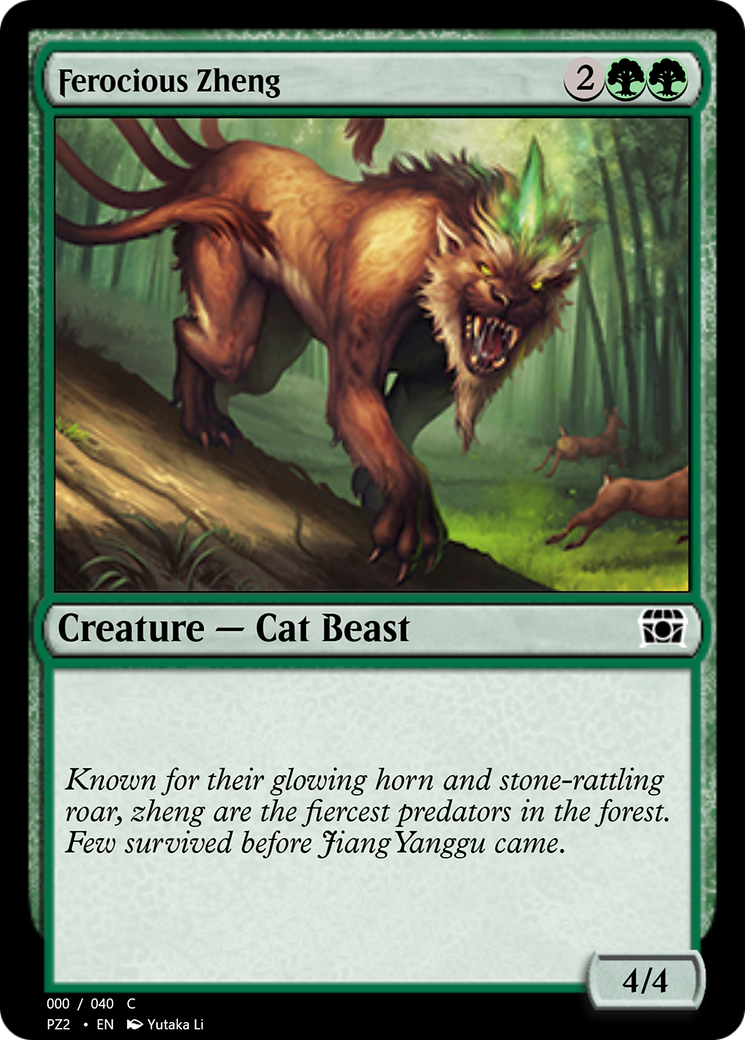 Ferocious Zheng 2
Creature — Cat Beast
Known for their glowing horn and stone-rattling
roar, zheng are the fiercest predators in the forest.
Few survived before Jiang Yanggu came.
4/4
000 / 040 C
PZ2 • EN Yutaka Li